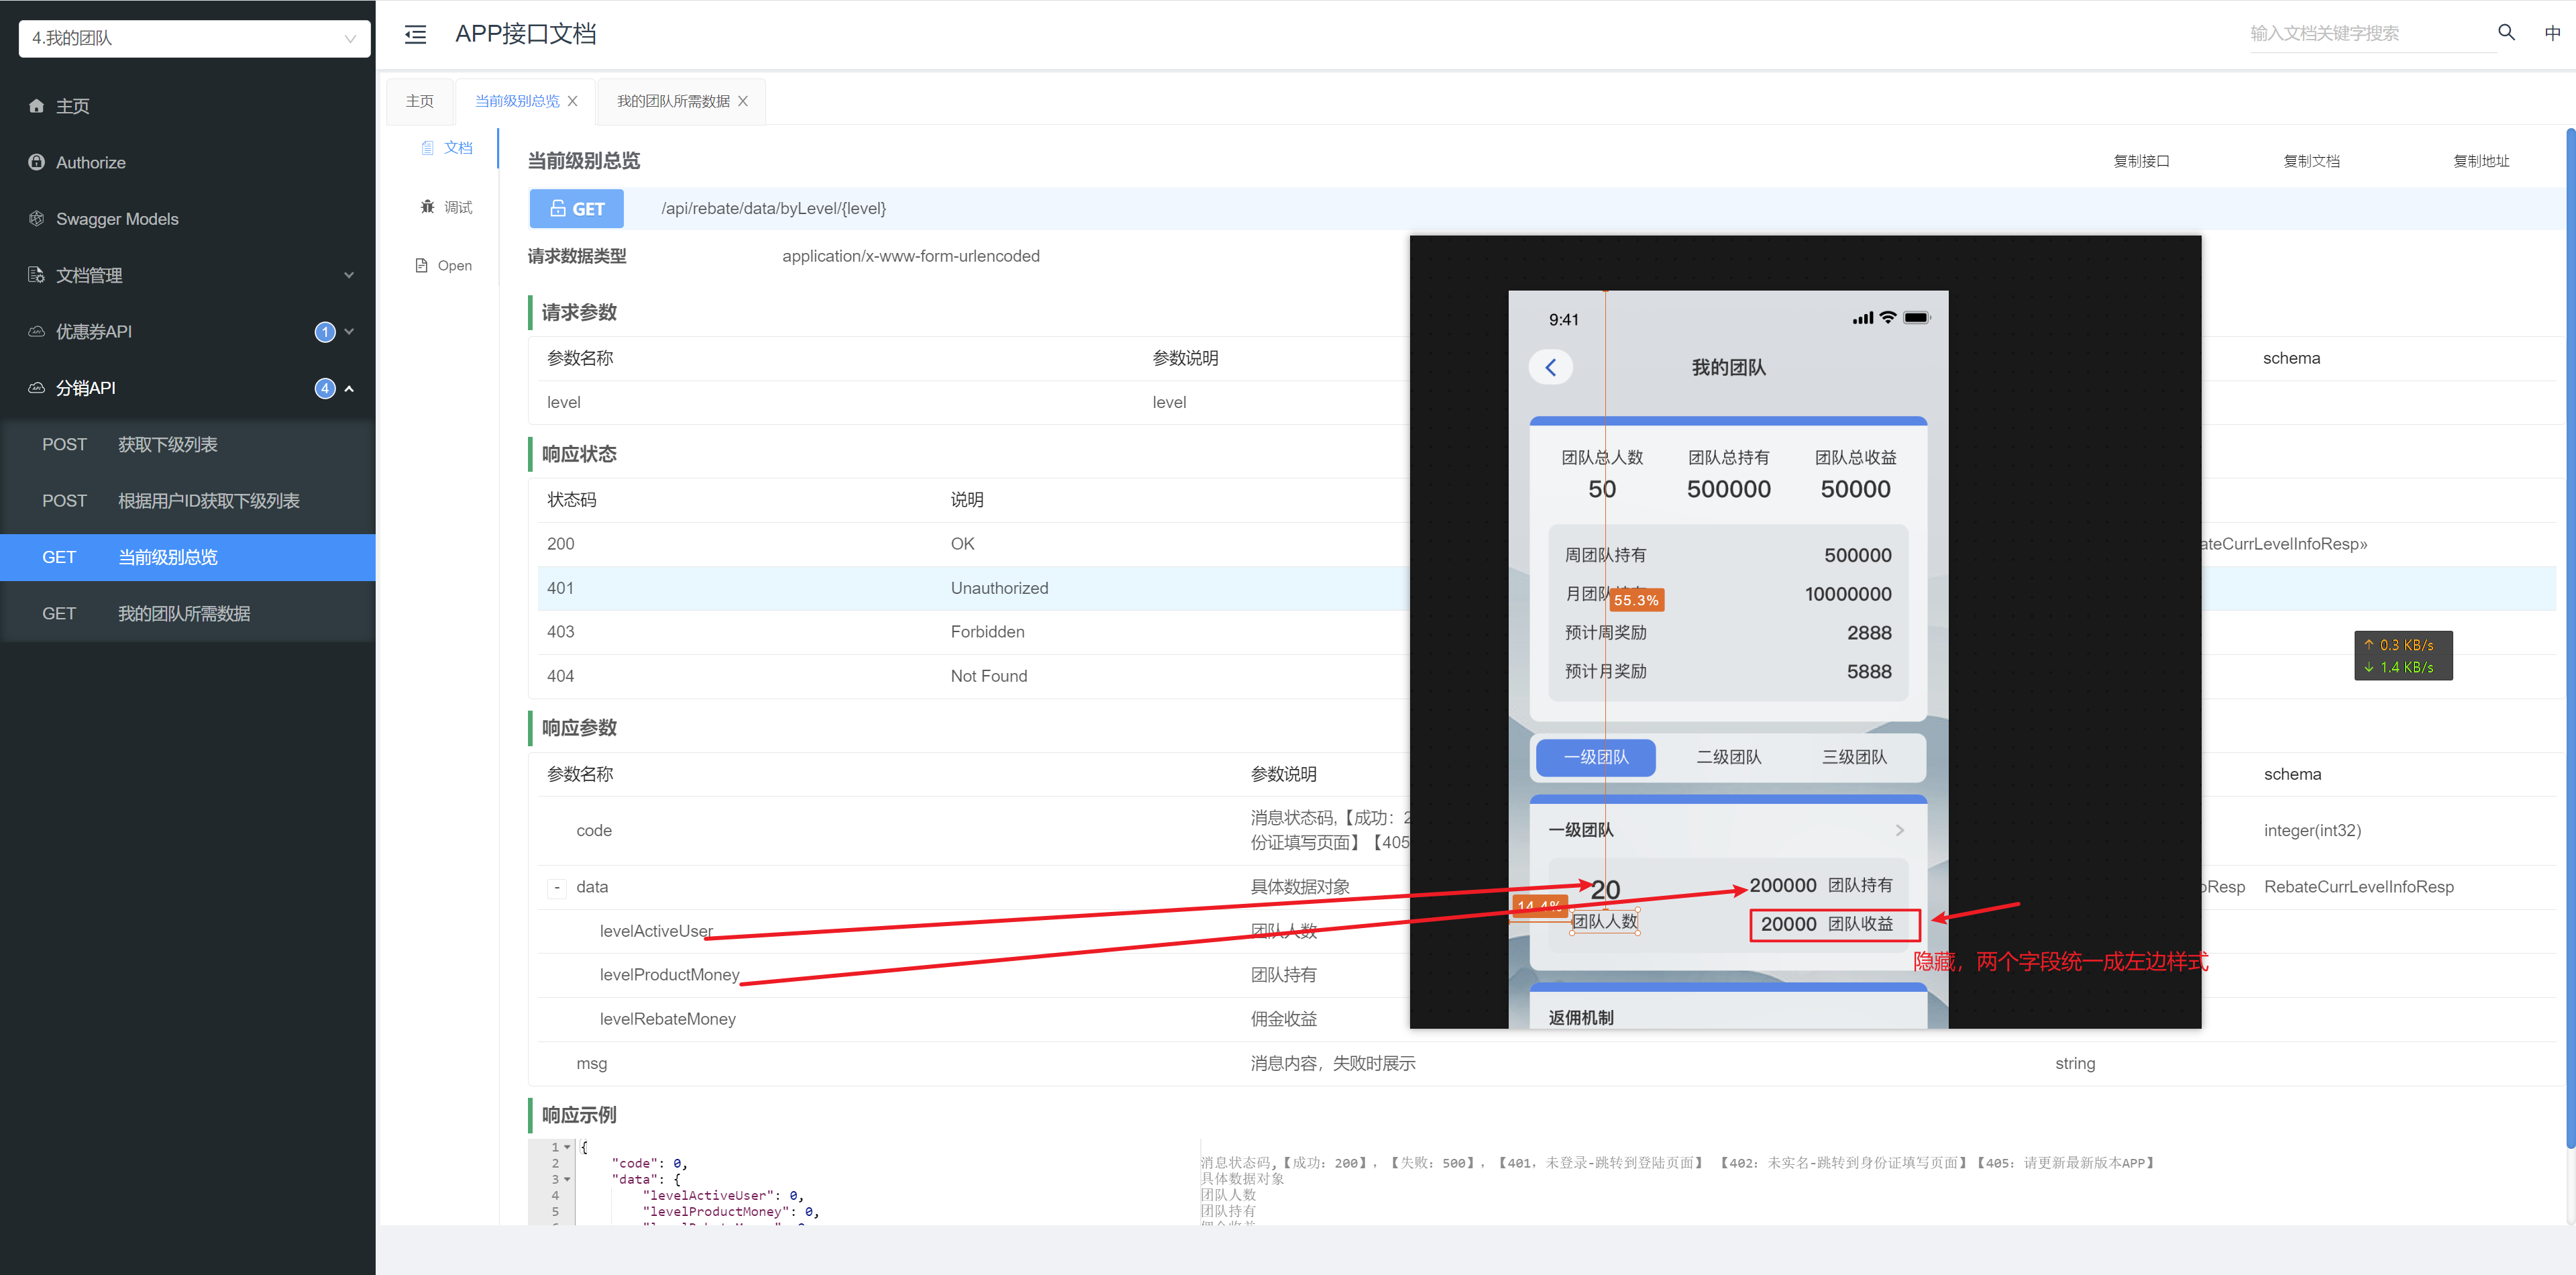 4.我的团队
APP接口文档
输入文档关键字搜索
中
主页
Authorize
Swagger Models
文档管理
优惠券API
1
分销API
4
POST 获取下级列表
POST 根据用户ID获取下级列表
GET 当前级别总览
GET 我的团队所需数据
主页
当前级别总览
我的团队所需数据
文档
调试
Open
当前级别总览
复制接口 复制文档 复制地址
GET /api/rebate/data/byLevel/{level}
请求数据类型 application/x-www-form-urlencoded
请求参数
参数名称 参数说明 schema
level level
响应状态
状态码 说明
200 OK ateCurrLevelInfoResp»
401 Unauthorized
403 Forbidden
404 Not Found
响应参数
参数名称 参数说明 schema
code 消息状态码,【成功：2
份证填写页面】【405 integer(int32)
- data 具体数据对象 oResp RebateCurrLevelInfoResp
levelActiveUser 团队人数
levelProductMoney 团队持有
levelRebateMoney 佣金收益
msg 消息内容，失败时展示 string
响应示例
1 {
2 "code": 0, 消息状态码,【成功：200】,【失败：500】,【401，未登录-跳转到登陆页面】 【402：未实名-跳转到身份证填写页面】【405：请更新最新版本APP】
3 "data": { 具体数据对象
4 "levelActiveUser": 0, 团队人数
5 "levelProductMoney": 0, 团队持有
9:41
我的团队
团队总人数 团队总持有 团队总收益
50 500000 50000
周团队持有 500000
月团队 10000000
55.3%
预计周奖励 2888
预计月奖励 5888
一级团队 二级团队 三级团队
一级团队
20 200000 团队持有
14.4%
团队人数 20000 团队收益
隐藏，两个字段统一成左边样式
返佣机制
↑ 0.3 KB/s
↓ 1.4 KB/s